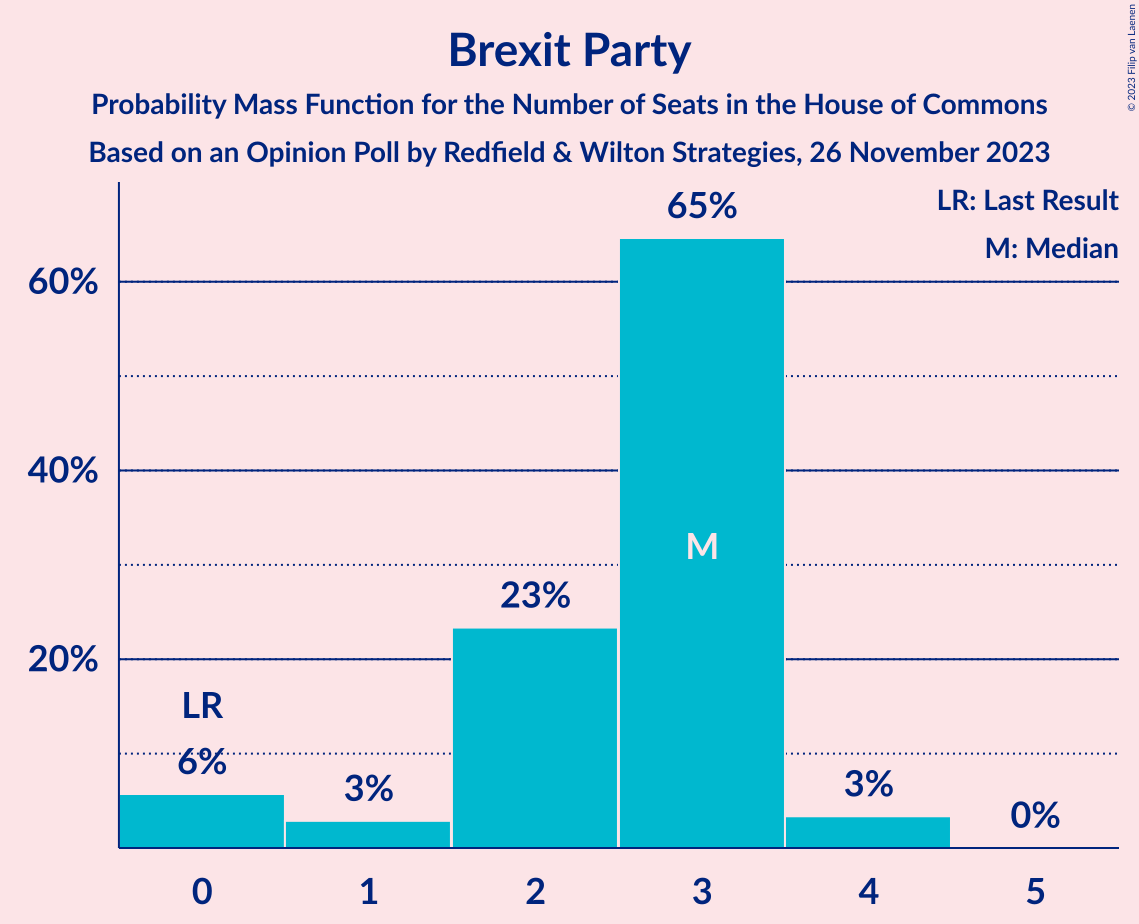 Brexit Party
Probability Mass Function for the Number of Seats in the House of Commons
Based on an Opinion Poll by Redfield & Wilton Strategies, 26 November 2023
© 2023 Filip van Laenen
LR: Last Result
M: Median
65%
60%
40%
M
23%
20%
LR
6%
3%
3%
0%
0 1 2 3 4 5